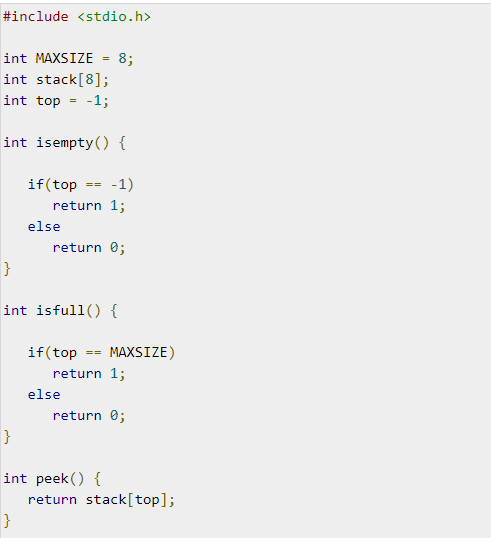 #include <stdio.h>
int MAXSIZE = 8;
int stack[8];
int top = -1;
int isempty() {
if(top == -1)
return 1;
else
return 0;
}
int isfull() {
if(top == MAXSIZE)
return 1;
else
return 0;
}
int peek() {
return stack[top];
}